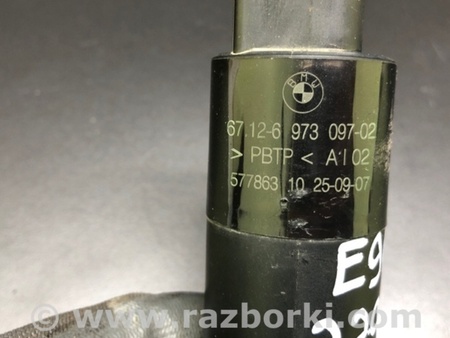 BMW
67.12-6 973 097-02
> PBTP < A I 02
577863 10 25-09-07
E9
www.razborki.com